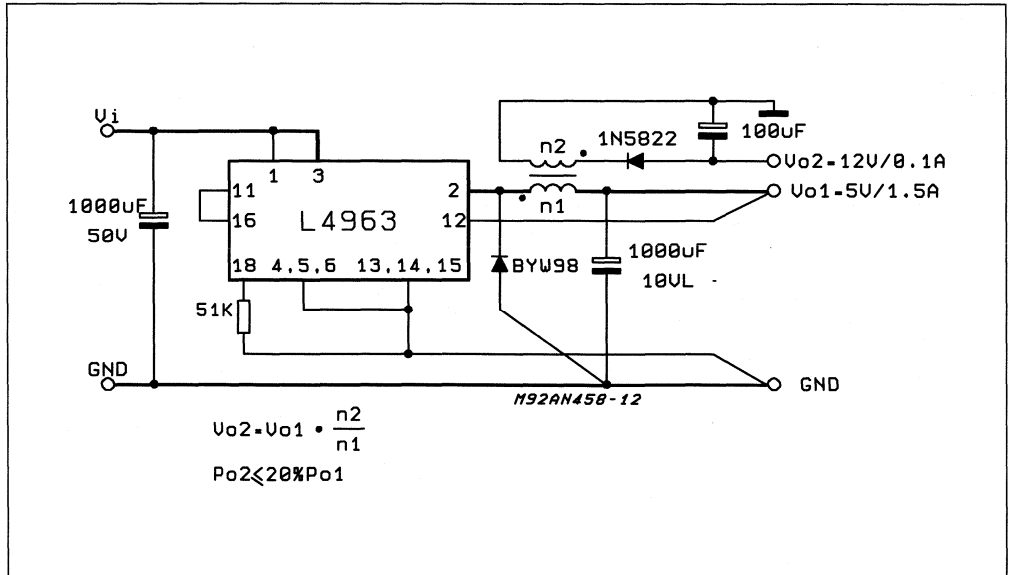 Vi
1 3
11
16
L4963
2
12
18 4,5,6 13,14,15
1000uF
50V
51K
GND
n2
n1
1N5822
100uF
Vo2=12V/0.1A
Vo1=5V/1.5A
BYW98
1000uF
10VL
GND
M92AN450-12
Vo2=Vo1 • n2/n1
Po2≤20%Po1